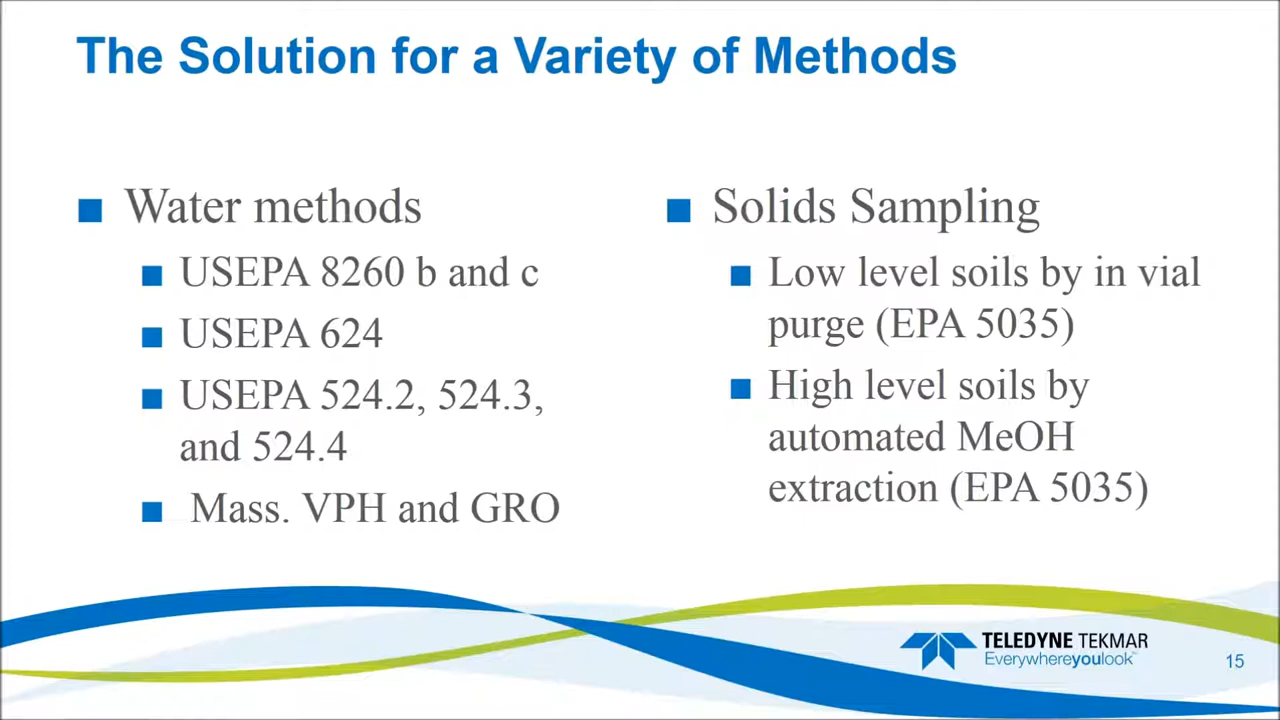 The Solution for a Variety of Methods
Water methods
USEPA 8260 b and c
USEPA 624
USEPA 524.2, 524.3,
and 524.4
Mass. VPH and GRO
Solids Sampling
Low level soils by in vial
purge (EPA 5035)
High level soils by
automated MeOH
extraction (EPA 5035)
TELEDYNE TEKMAR
Everywhereyoulook™
15